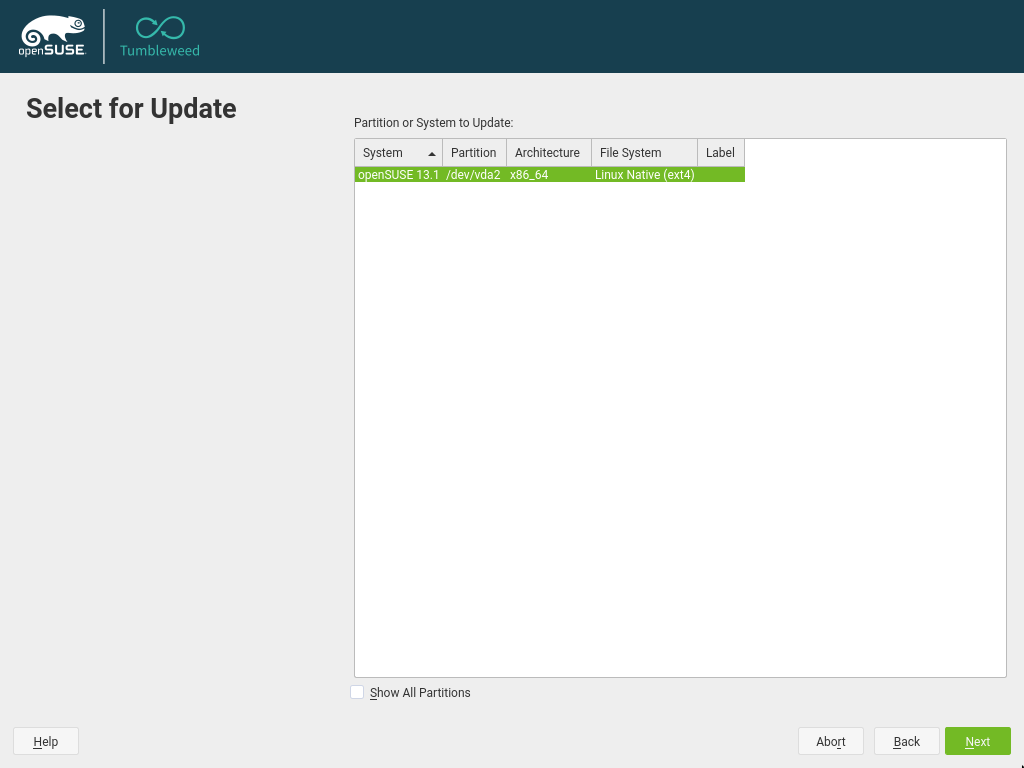 openSUSE
Tumbleweed
Select for Update
Partition or System to Update:
System Partition Architecture File System Label
openSUSE 13.1 /dev/vda2 x86_64 Linux Native (ext4)
Show All Partitions
Help Abort Back Next